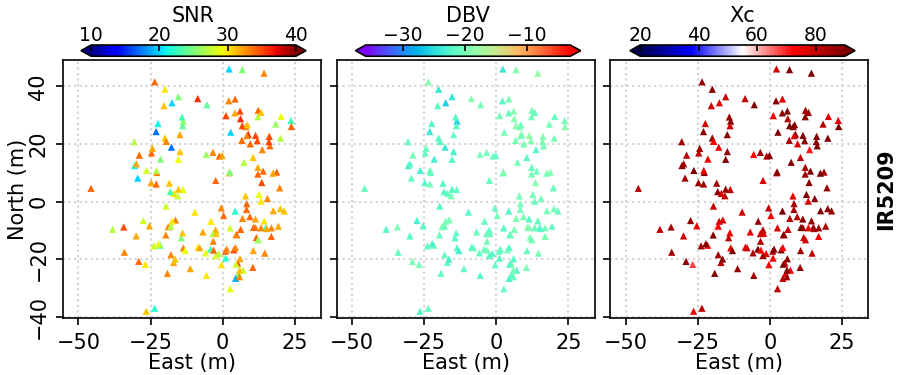 SNR DBV Xc
10 20 30 40 −30 −20 −10 20 40 60 80
North (m)
40
20
0
−20
−40
−50 −25 0 25 −50 −25 0 25 −50 −25 0 25
East (m) East (m) East (m)
IR5209